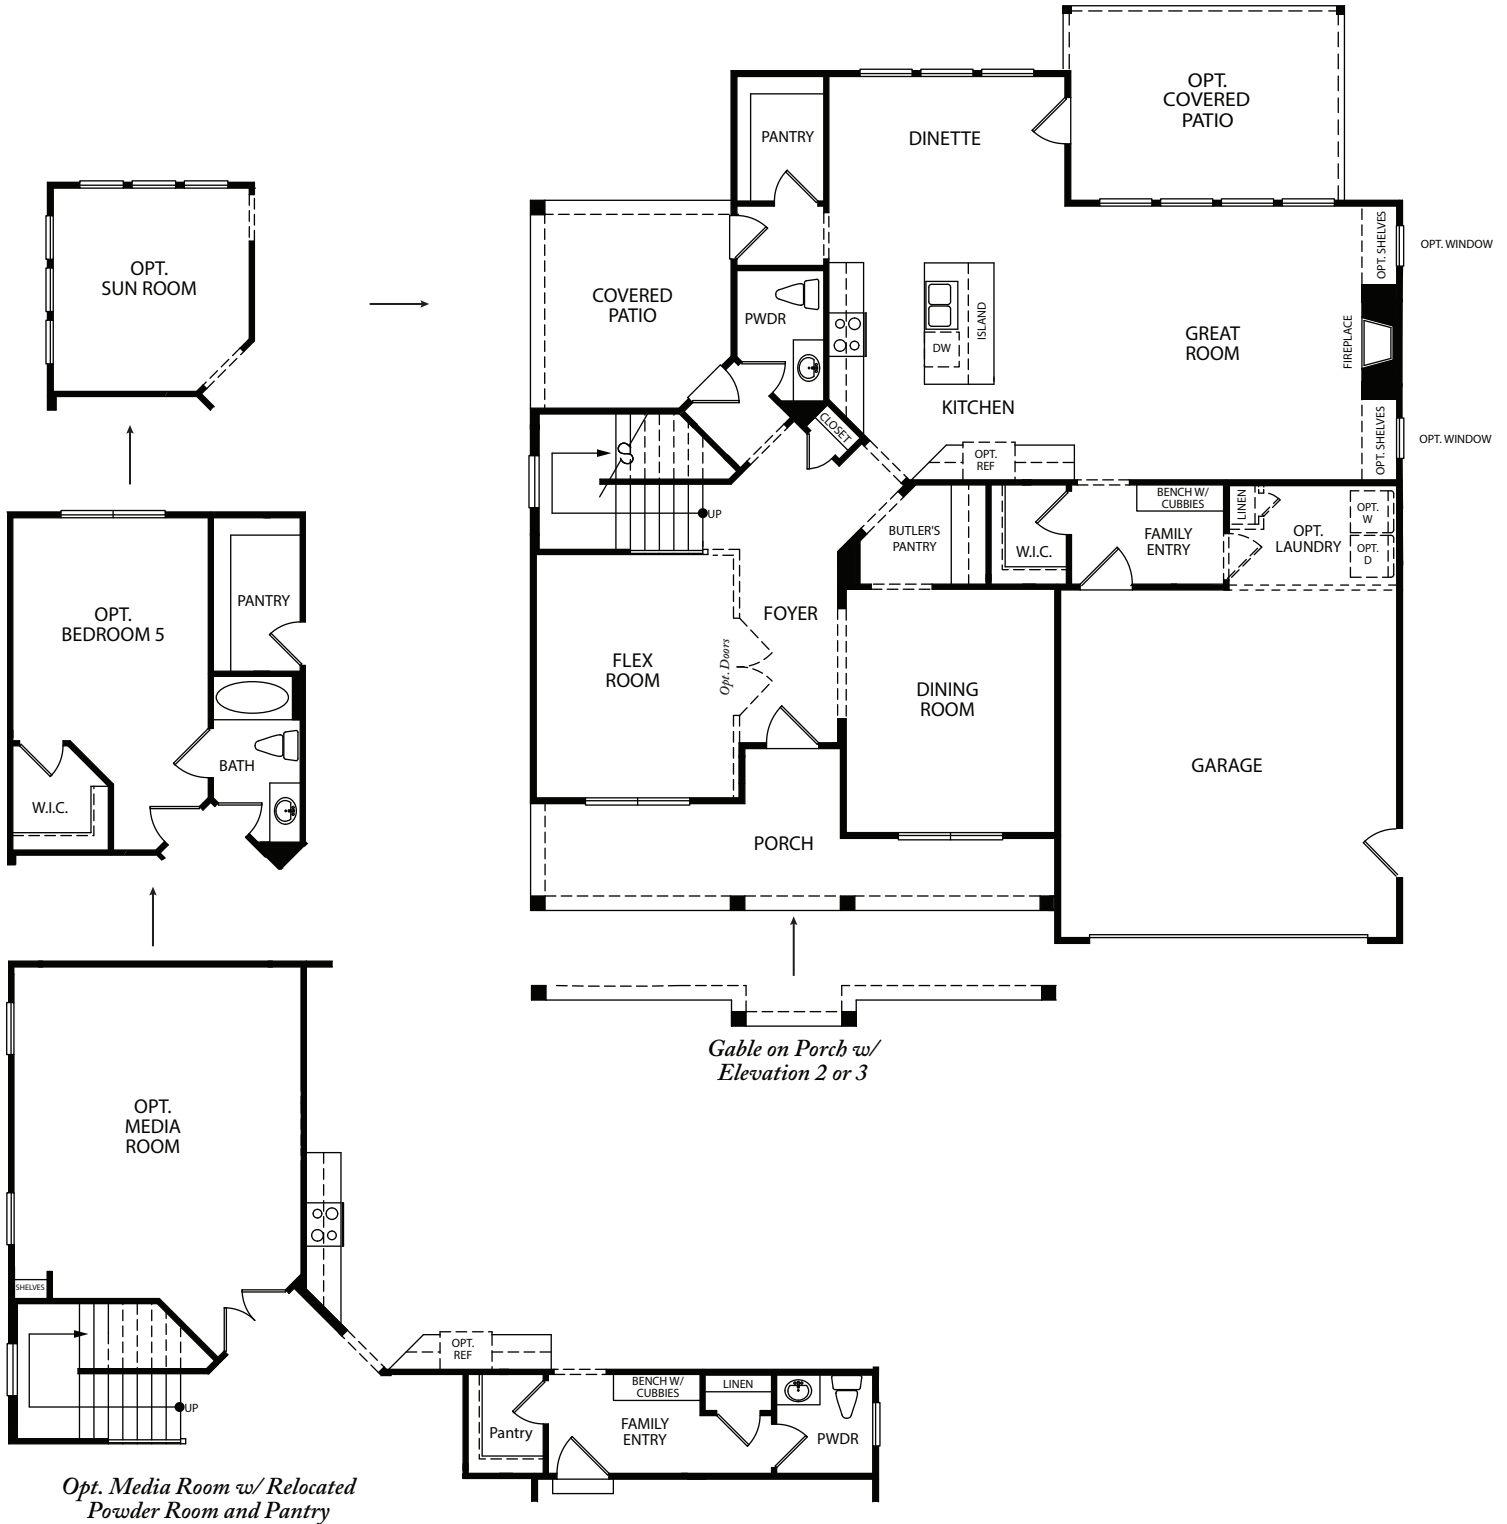 OPT.
COVERED
PATIO
PANTRY
DINETTE
OPT.
SUN ROOM
COVERED
PATIO
PWDR
DW
ISLAND
GREAT
ROOM
FIREPLACE
OPT. SHELVES
OPT. WINDOW
OPT. SHELVES
OPT. WINDOW
KITCHEN
CLOSET
OPT.
REF
UP
BUTLER'S
PANTRY
W.I.C.
BENCH W/
CUBBIES
FAMILY
ENTRY
LINEN
OPT.
LAUNDRY
OPT.
W
OPT.
D
FOYER
FLEX
ROOM
Opt. Doors
DINING
ROOM
GARAGE
PORCH
Gable on Porch w/
Elevation 2 or 3
OPT.
BEDROOM 5
PANTRY
BATH
W.I.C.
OPT.
MEDIA
ROOM
SHELVES
UP
OPT.
REF
BENCH W/
CUBBIES
LINEN
Pantry
FAMILY
ENTRY
PWDR
Opt. Media Room w/ Relocated
Powder Room and Pantry